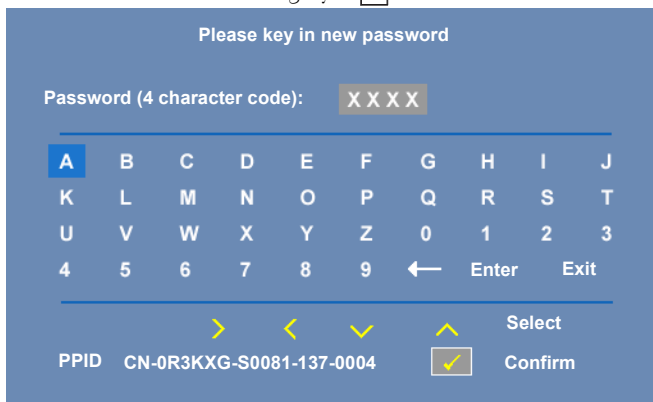 Please key in new password
Password (4 character code): X X X X
A B C D E F G H I J
K L M N O P Q R S T
U V W X Y Z 0 1 2 3
4 5 6 7 8 9 ← Enter Exit
Select
PPID CN-0R3KXG-S0081-137-0004 ✓ Confirm